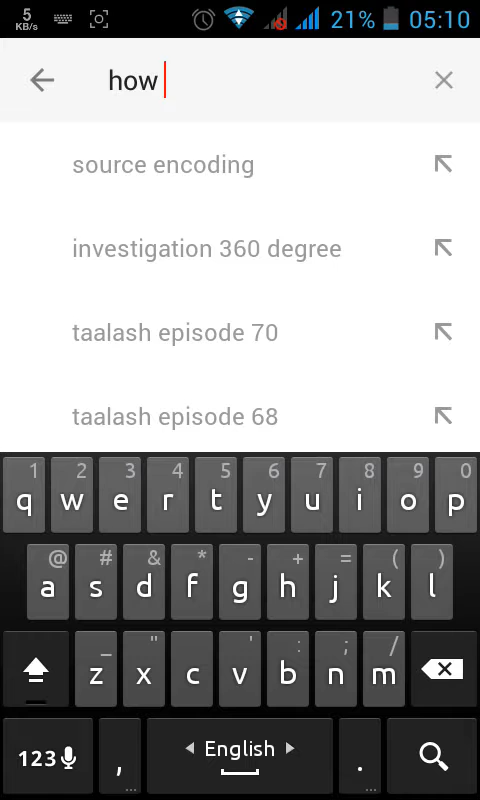 5
KB/s
21%
05:10
how
source encoding
investigation 360 degree
taalash episode 70
taalash episode 68
1 2 3 4 5 6 7 8 9 0
q w e r t y u i o p
@ # & * - + = ( )
a s d f g h j k l
_ " ' : ; /
z x c v b n m
123 , English .
... ...